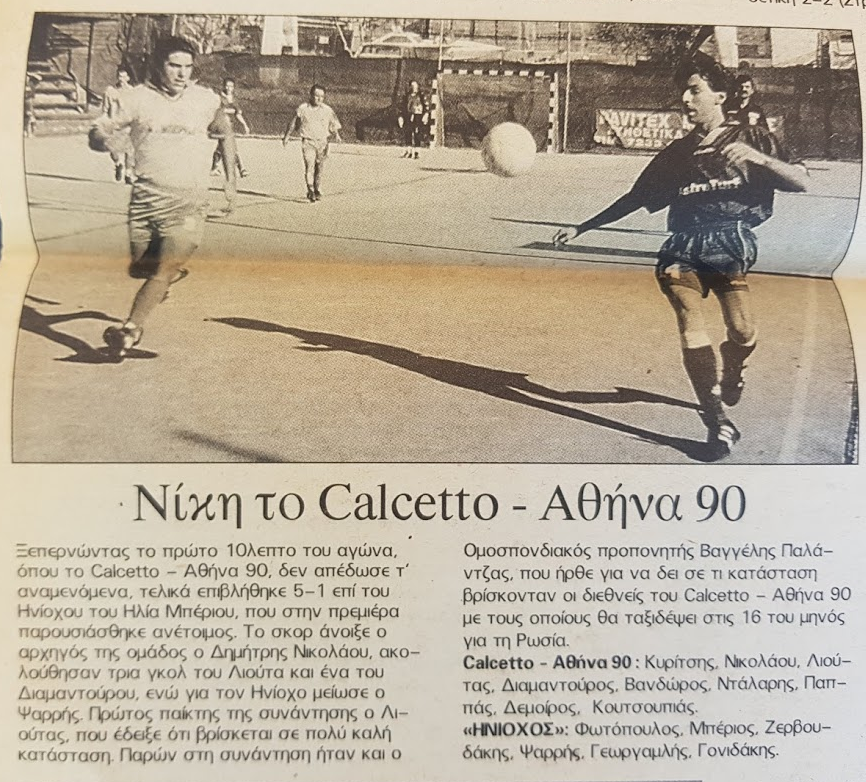 ΝΑVITEX
ΥΝΘΕΤΙΚΑ
Νίκη το Calcetto - Αθήνα 90
Ξεπερνώντας το πρώτο 10λεπτο του αγώνα,
όπου το Calcetto – Αθήνα 90, δεν απέδωσε τ'
αναμενόμενα, τελικά επιβλήθηκε 5–1 επί του
Ηνίοχου του Ηλία Μπέριου, που στην πρεμιέρα
παρουσιάσθηκε ανέτοιμος. Το σκορ άνοιξε ο
αρχηγός της ομάδος ο Δημήτρης Νικολάου, ακο–
λούθησαν τρια γκολ του Λιούτα και ένα του
Διαμαντούρου, ενώ για τον Ηνίοχο μείωσε ο
Ψαρρής. Πρώτος παίκτης της συνάντησης ο Λι–
ούτας, που έδειξε ότι βρίσκεται σε πολύ καλή
κατάσταση. Παρών στη συνάντηση ήταν και ο
Ομοσπονδιακός προπονητής Βαγγέλης Παλά–
ντζας, που ήρθε για να δει σε τι κατάσταση
βρίσκονταν οι διεθνείς του Calcetto – Αθήνα 90
με τους οποίους θα ταξιδέψει στις 16 του μηνός
για τη Ρωσία.
Calcetto - Αθήνα 90 : Κυρίτσης, Νικολάου, Λιού–
τας, Διαμαντούρος, Βανδώρος, Ντάλαρης, Παπ–
πάς, Δεμοίρος, Κουτσουπιάς.
«ΗΝΙΟΧΟΣ»: Φωτόπουλος, Μπέριος, Ζερβου–
δάκης, Ψαρρής, Γεωργαμλής, Γονιδάκης.